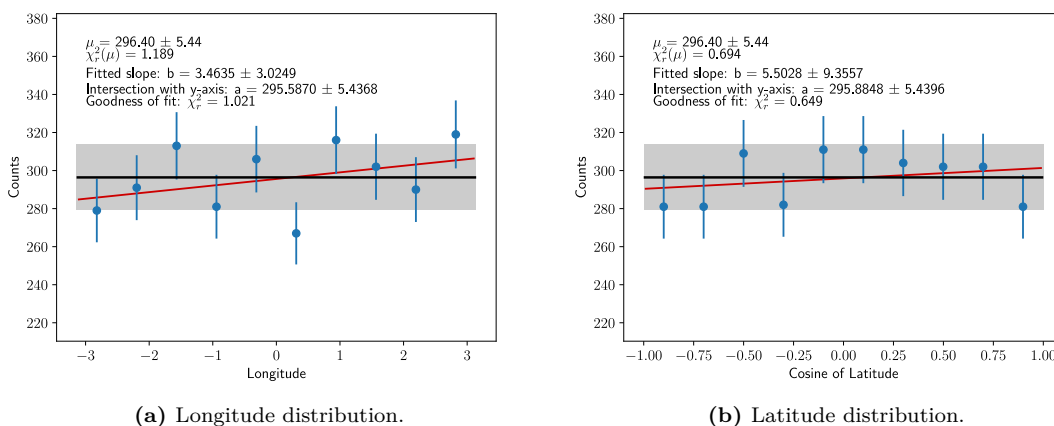 380
360
340
320
300
280
260
240
220
Counts
μ = 296.40 ± 5.44
χ²ᵣ(μ) = 1.189
Fitted slope: b = 3.4635 ± 3.0249
Intersection with y-axis: a = 295.5870 ± 5.4368
Goodness of fit: χ²ᵣ = 1.021
−3 −2 −1 0 1 2 3
Longitude
(a) Longitude distribution.
380
360
340
320
300
280
260
240
220
Counts
μ = 296.40 ± 5.44
χ²ᵣ(μ) = 0.694
Fitted slope: b = 5.5028 ± 9.3557
Intersection with y-axis: a = 295.8848 ± 5.4396
Goodness of fit: χ²ᵣ = 0.649
−1.00 −0.75 −0.50 −0.25 0.00 0.25 0.50 0.75 1.00
Cosine of Latitude
(b) Latitude distribution.